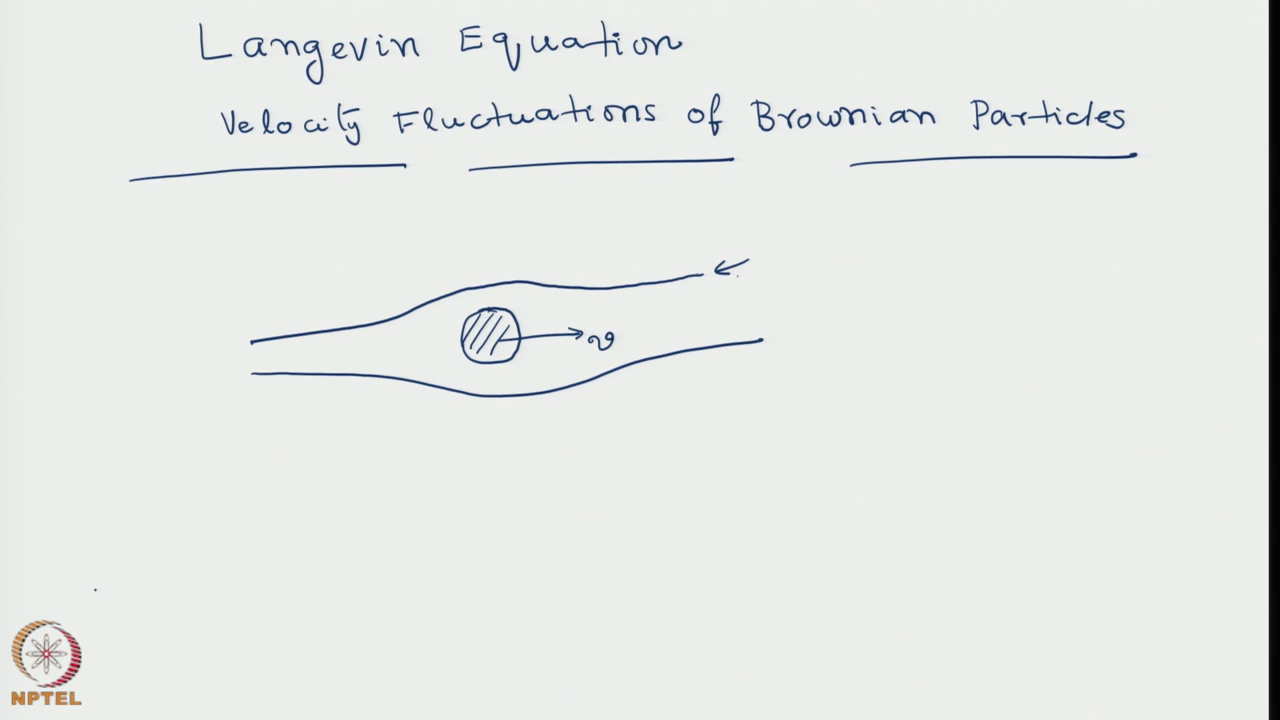 Langevin Equation
Velocity Fluctuations of Brownian Particles
v
NPTEL